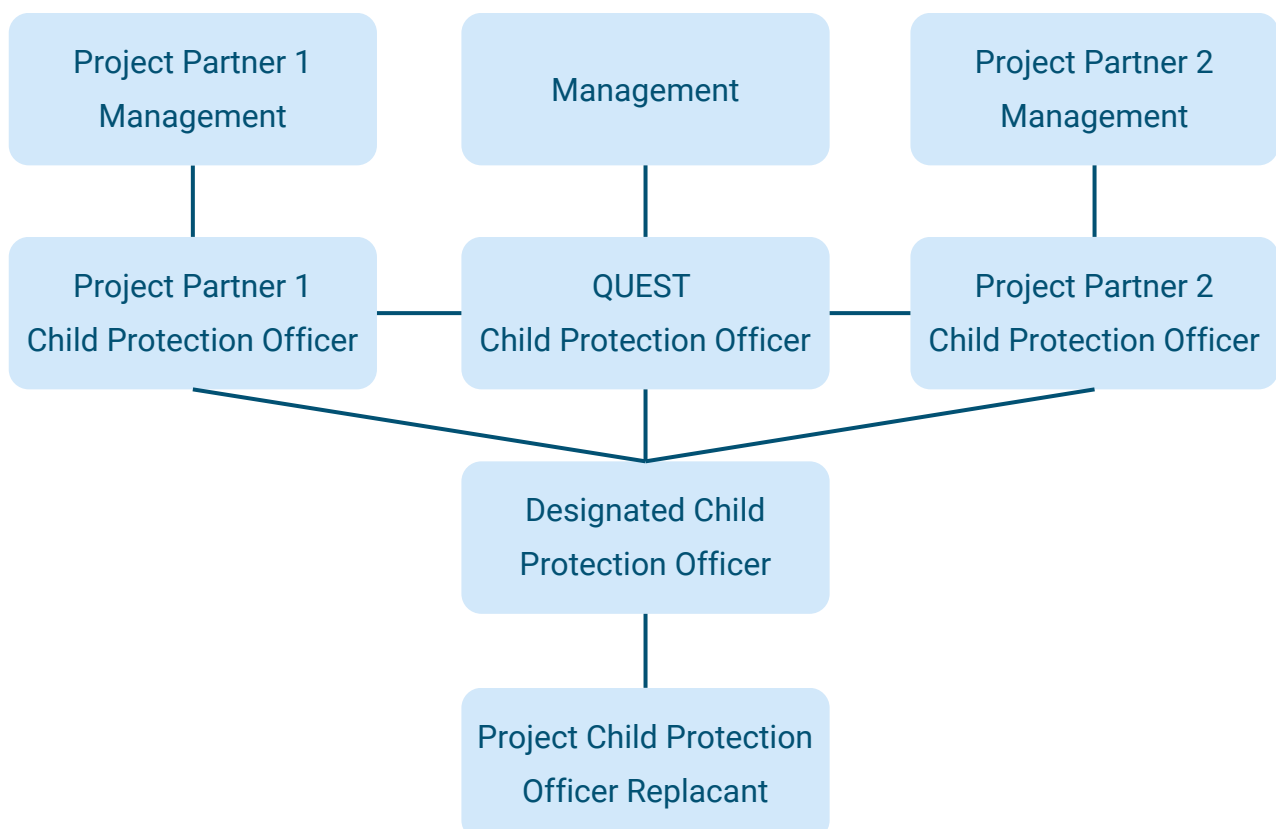 Project Partner 1
Management
Management
Project Partner 2
Management
Project Partner 1
Child Protection Officer
QUEST
Child Protection Officer
Project Partner 2
Child Protection Officer
Designated Child
Protection Officer
Project Child Protection
Officer Replacant